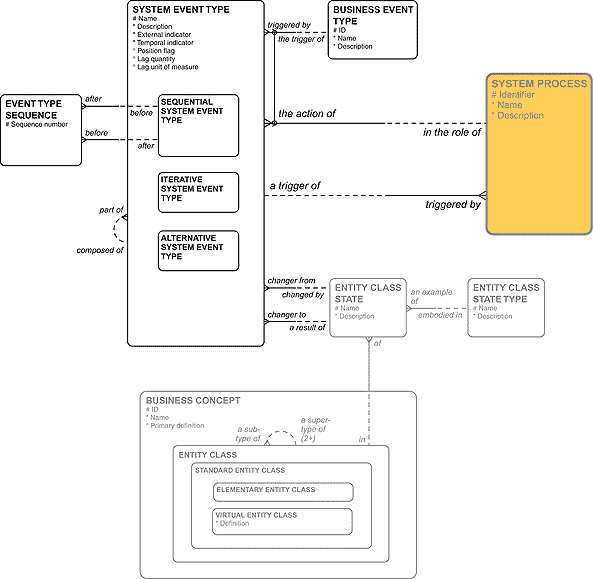 SYSTEM EVENT TYPE
# Name
* Description
* External indicator
* Temporal indicator
° Position flag
° Lag quantity
° Lag unit of measure
triggered by
the trigger of
BUSINESS EVENT
TYPE
# ID
* Name
* Description
EVENT TYPE
SEQUENCE
# Sequence number
after
before
before
after
SEQUENTIAL
SYSTEM EVENT
TYPE
the action of
in the role of
SYSTEM PROCESS
# Identifier
* Name
* Description
ITERATIVE
SYSTEM EVENT
TYPE
a trigger of
triggered by
part of
composed of
ALTERNATIVE
SYSTEM EVENT
TYPE
changer from
changed by
changer to
a result of
ENTITY CLASS
STATE
# Name
* Description
an example
of
embodied in
ENTITY CLASS
STATE TYPE
# Name
* Description
of
in
BUSINESS CONCEPT
# ID
* Name
* Primary definition
a sub-
type of
a super-
type of
(2+)
ENTITY CLASS
STANDARD ENTITY CLASS
ELEMENTARY ENTITY CLASS
VIRTUAL ENTITY CLASS
* Definition